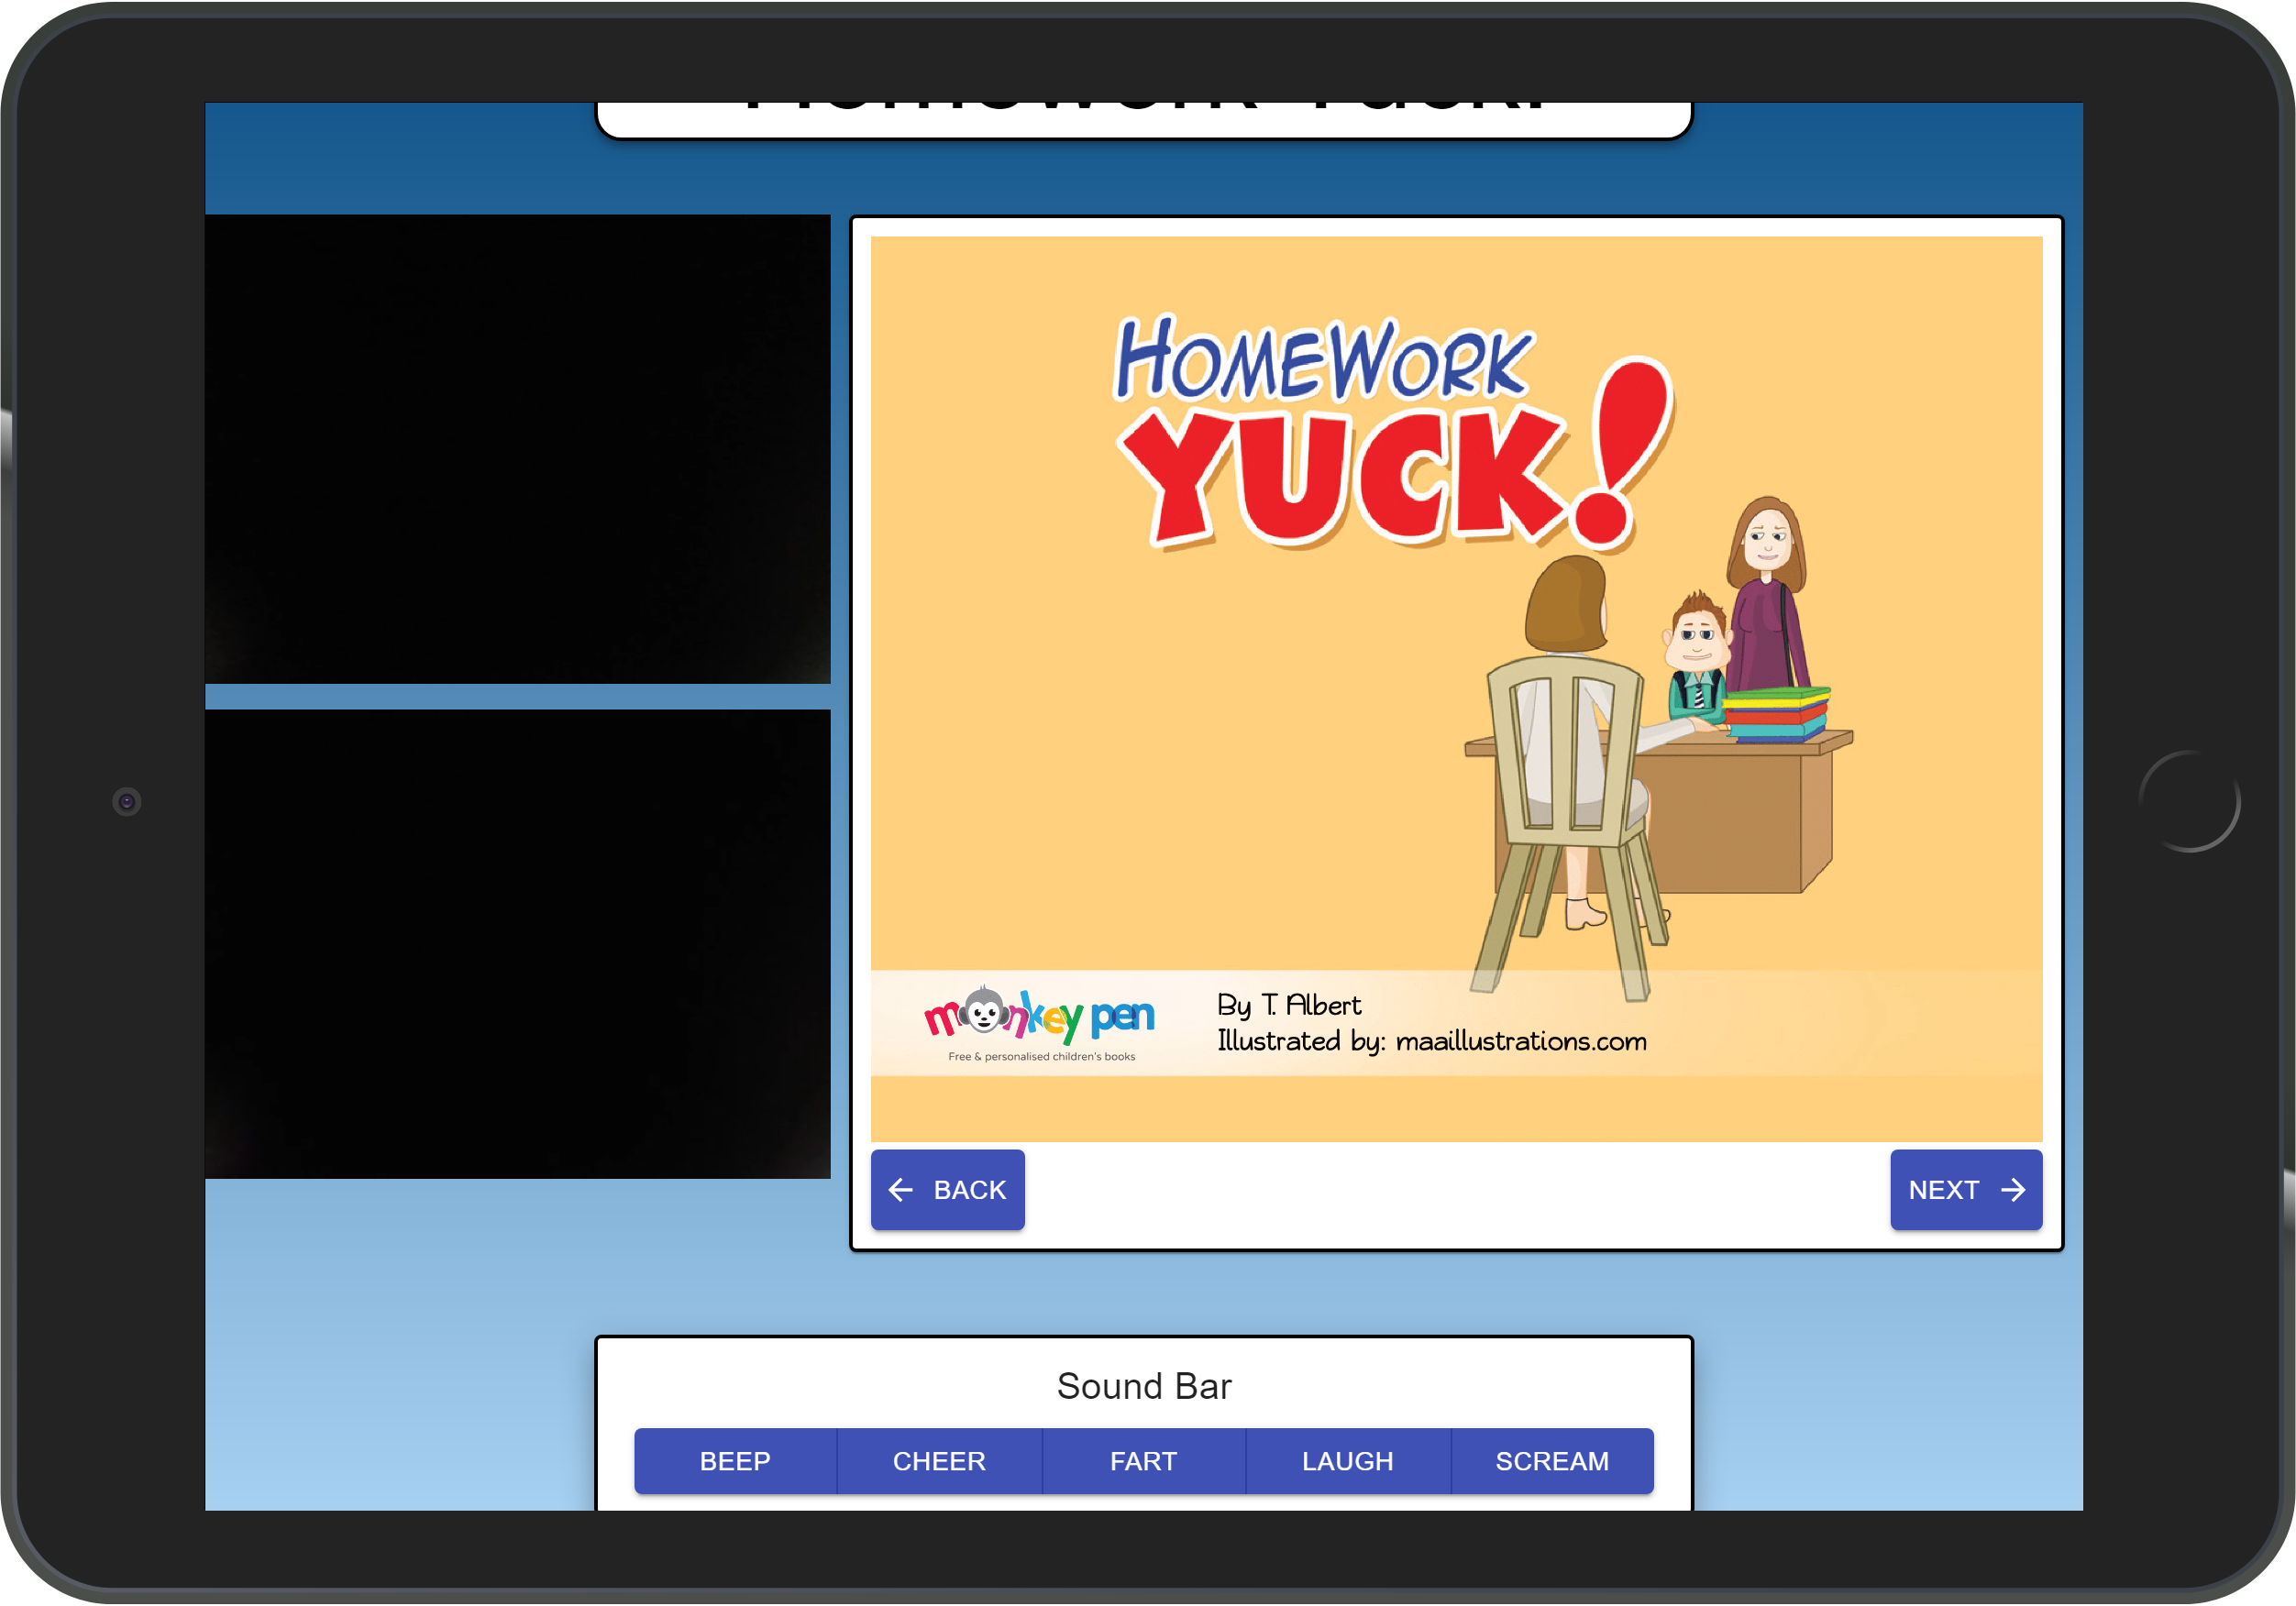 HOMEWORK
YUCK!
monkey pen
Free & personalised children's books
By T. Albert
Illustrated by: maaillustrations.com
BACK
NEXT
Sound Bar
BEEP CHEER FART LAUGH SCREAM